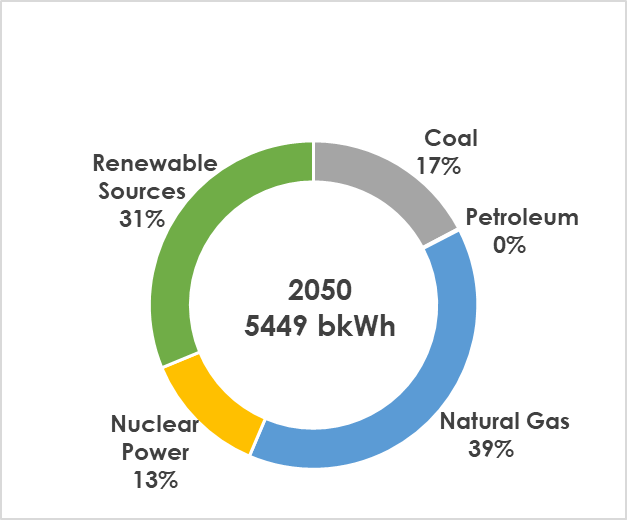 Coal
17%
Renewable
Sources
31%
Petroleum
0%
2050
5449 bkWh
Natural Gas
39%
Nuclear
Power
13%